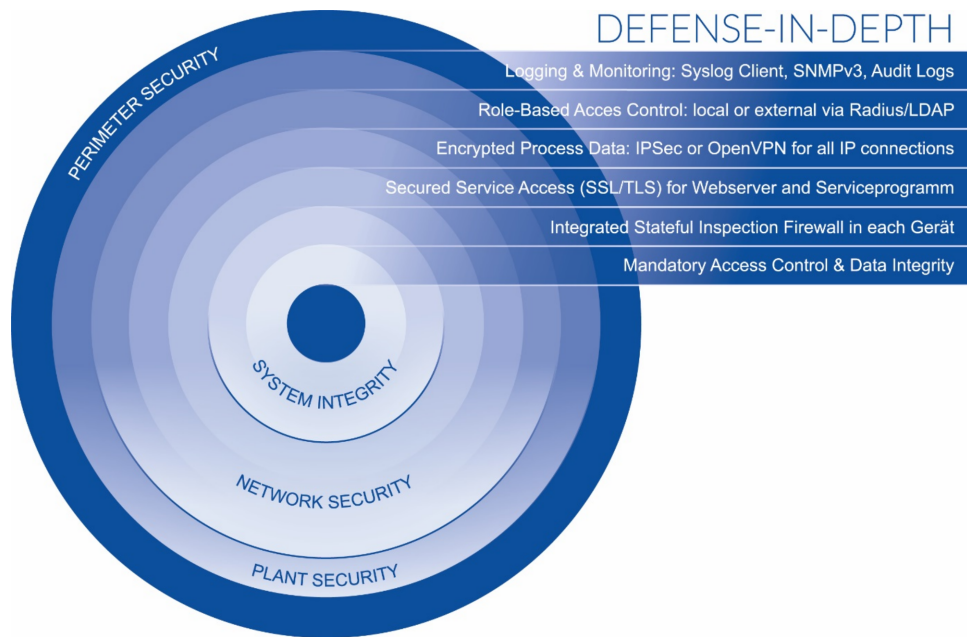 DEFENSE-IN-DEPTH
Logging & Monitoring: Syslog Client, SNMPv3, Audit Logs
Role-Based Acces Control: local or external via Radius/LDAP
Encrypted Process Data: IPSec or OpenVPN for all IP connections
Secured Service Access (SSL/TLS) for Webserver and Serviceprogramm
Integrated Stateful Inspection Firewall in each Gerät
Mandatory Access Control & Data Integrity
PERIMETER SECURITY
SYSTEM INTEGRITY
NETWORK SECURITY
PLANT SECURITY